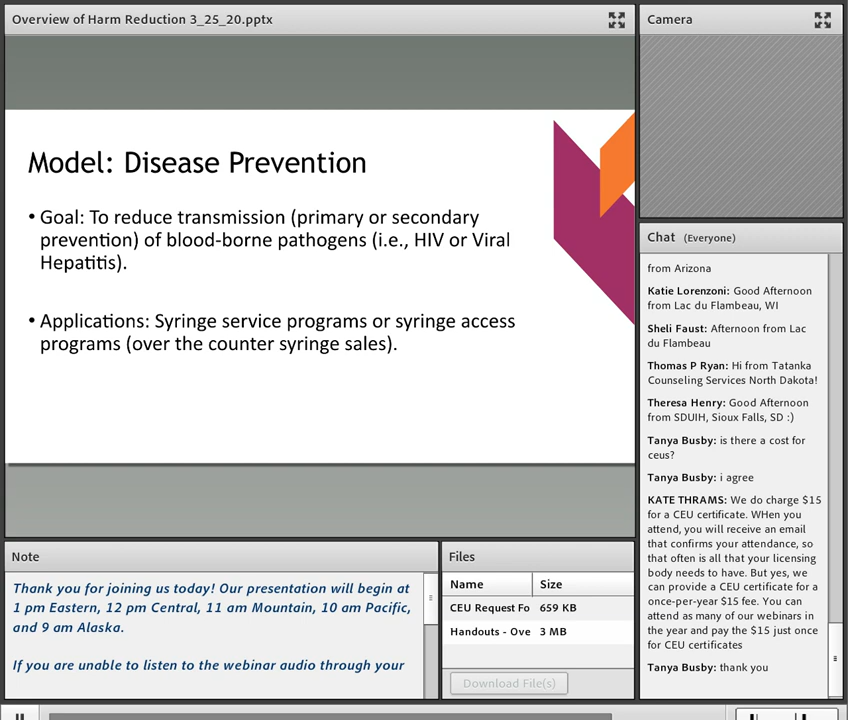 Overview of Harm Reduction 3_25_20.pptx
Model: Disease Prevention
• Goal: To reduce transmission (primary or secondary
prevention) of blood-borne pathogens (i.e., HIV or Viral
Hepatitis).
• Applications: Syringe service programs or syringe access
programs (over the counter syringe sales).
Note
Thank you for joining us today! Our presentation will begin at
1 pm Eastern, 12 pm Central, 11 am Mountain, 10 am Pacific,
and 9 am Alaska.
If you are unable to listen to the webinar audio through your
Files
Name Size
CEU Request Fo 659 KB
Handouts - Ove 3 MB
Download File(s)
Camera
Chat (Everyone)
from Arizona
Katie Lorenzoni: Good Afternoon
from Lac du Flambeau, WI
Sheli Faust: Afternoon from Lac
du Flambeau
Thomas P Ryan: Hi from Tatanka
Counseling Services North Dakota!
Theresa Henry: Good Afternoon
from SDUIH, Sioux Falls, SD :)
Tanya Busby: is there a cost for
ceus?
Tanya Busby: i agree
KATE THRAMS: We do charge $15
for a CEU certificate. WHen you
attend, you will receive an email
that confirms your attendance, so
that often is all that your licensing
body needs to have. But yes, we
can provide a CEU certificate for a
once-per-year $15 fee. You can
attend as many of our webinars in
the year and pay the $15 just once
for CEU certificates
Tanya Busby: thank you